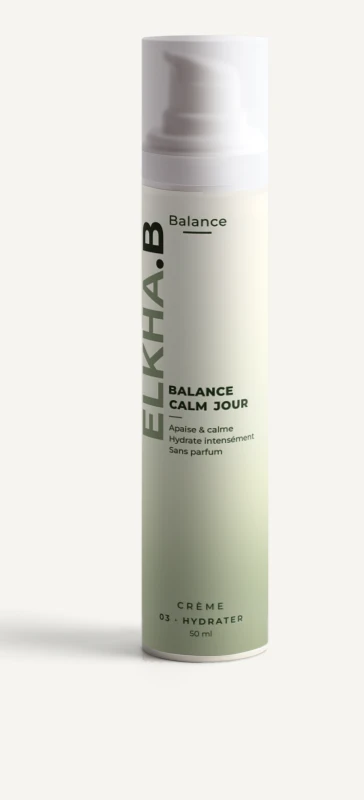 ELKHA.B
Balance
BALANCE
CALM JOUR
Apaise & calme
Hydrate intensément
Sans parfum
CRÈME
03 · HYDRATER
50 ml